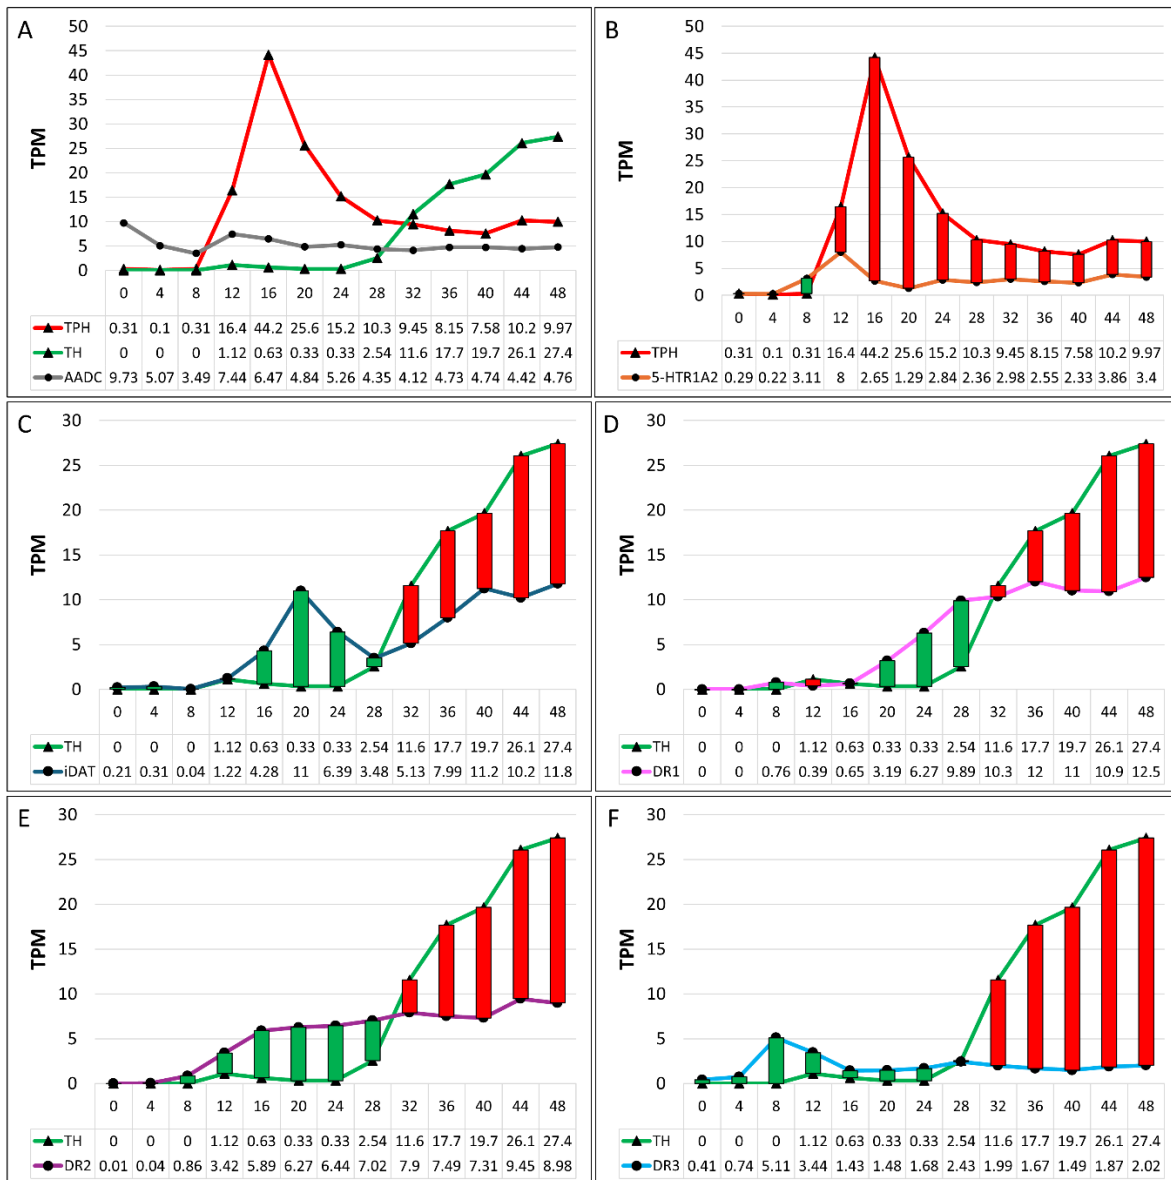 A
50
45
40
35
30
25
20
15
10
5
0
TPM
0 4 8 12 16 20 24 28 32 36 40 44 48
TPH 0.31 0.1 0.31 16.4 44.2 25.6 15.2 10.3 9.45 8.15 7.58 10.2 9.97
TH 0 0 0 1.12 0.63 0.33 0.33 2.54 11.6 17.7 19.7 26.1 27.4
AADC 9.73 5.07 3.49 7.44 6.47 4.84 5.26 4.35 4.12 4.73 4.74 4.42 4.76
B
50
45
40
35
30
25
20
15
10
5
0
TPM
0 4 8 12 16 20 24 28 32 36 40 44 48
TPH 0.31 0.1 0.31 16.4 44.2 25.6 15.2 10.3 9.45 8.15 7.58 10.2 9.97
5-HTR1A2 0.29 0.22 3.11 8 2.65 1.29 2.84 2.36 2.98 2.55 2.33 3.86 3.4
C
30
25
20
15
10
5
0
TPM
0 4 8 12 16 20 24 28 32 36 40 44 48
TH 0 0 0 1.12 0.63 0.33 0.33 2.54 11.6 17.7 19.7 26.1 27.4
iDAT 0.21 0.31 0.04 1.22 4.28 11 6.39 3.48 5.13 7.99 11.2 10.2 11.8
D
30
25
20
15
10
5
0
TPM
0 4 8 12 16 20 24 28 32 36 40 44 48
TH 0 0 0 1.12 0.63 0.33 0.33 2.54 11.6 17.7 19.7 26.1 27.4
DR1 0 0 0.76 0.39 0.65 3.19 6.27 9.89 10.3 12 11 10.9 12.5
E
30
25
20
15
10
5
0
TPM
0 4 8 12 16 20 24 28 32 36 40 44 48
TH 0 0 0 1.12 0.63 0.33 0.33 2.54 11.6 17.7 19.7 26.1 27.4
DR2 0.01 0.04 0.86 3.42 5.89 6.27 6.44 7.02 7.9 7.49 7.31 9.45 8.98
F
30
25
20
15
10
5
0
TPM
0 4 8 12 16 20 24 28 32 36 40 44 48
TH 0 0 0 1.12 0.63 0.33 0.33 2.54 11.6 17.7 19.7 26.1 27.4
DR3 0.41 0.74 5.11 3.44 1.43 1.48 1.68 2.43 1.99 1.67 1.49 1.87 2.02